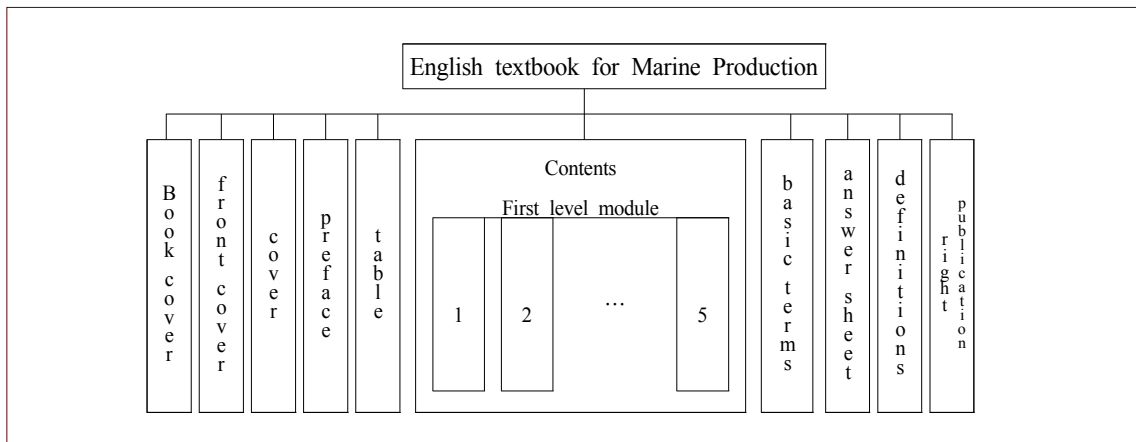 English textbook for Marine Production
Book cover
front cover
cover
preface
table
Contents
First level module
1
2
...
5
basic terms
answer sheet
definitions
publication
right